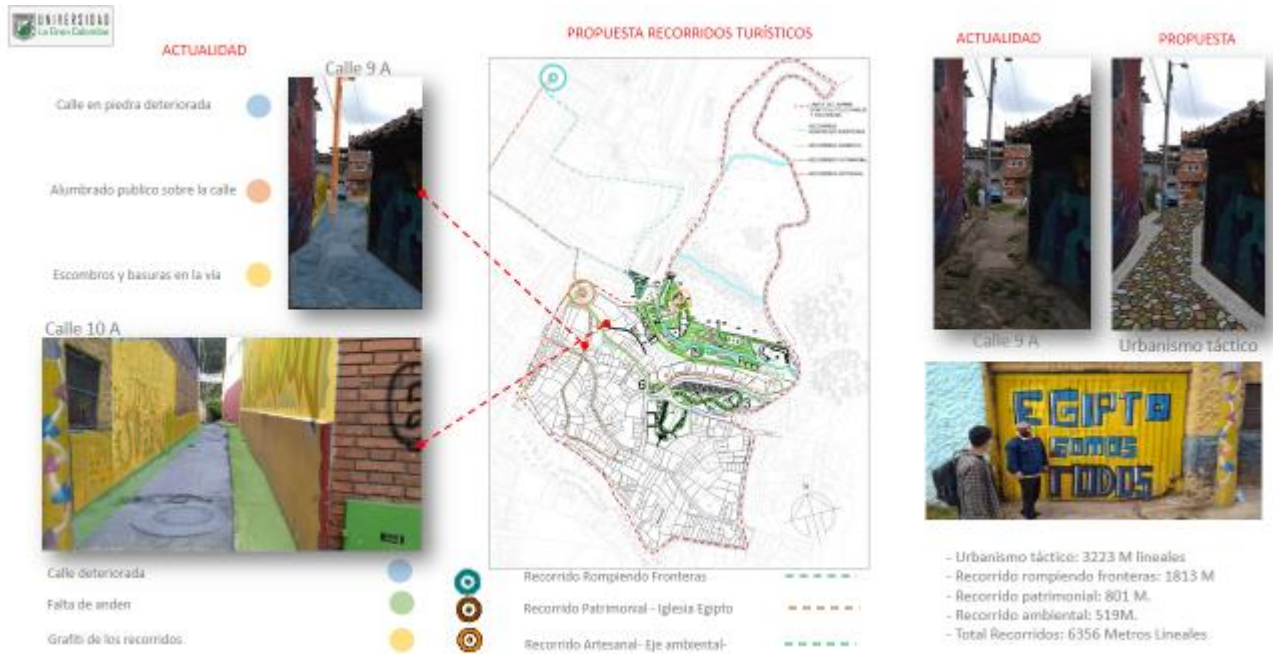 UNIVERSIDAD
La Gran Colombia
ACTUALIDAD
Calle 9 A
Calle en piedra deteriorada
Alumbrado publico sobre la calle
Escombros y basuras en la via
Calle 10 A
Calle deteriorada
Falta de anden
Grafiti de los recorridos
PROPUESTA RECORRIDOS TURÍSTICOS
Recorrido Rompiendo Fronteras
Recorrido Patrimonial - Iglesia Egipto
Recorrido Artesanal- Eje ambiental-
ACTUALIDAD
PROPUESTA
Calle 9 A
Urbanismo táctico
EGIPTO
SOMOS
TODOS
- Urbanismo táctico: 3223 M lineales
- Recorrido rompiendo fronteras: 1813 M
- Recorrido patrimonial: 801 M.
- Recorrido ambiental: 519M.
- Total Recorridos: 6356 Metros Lineales